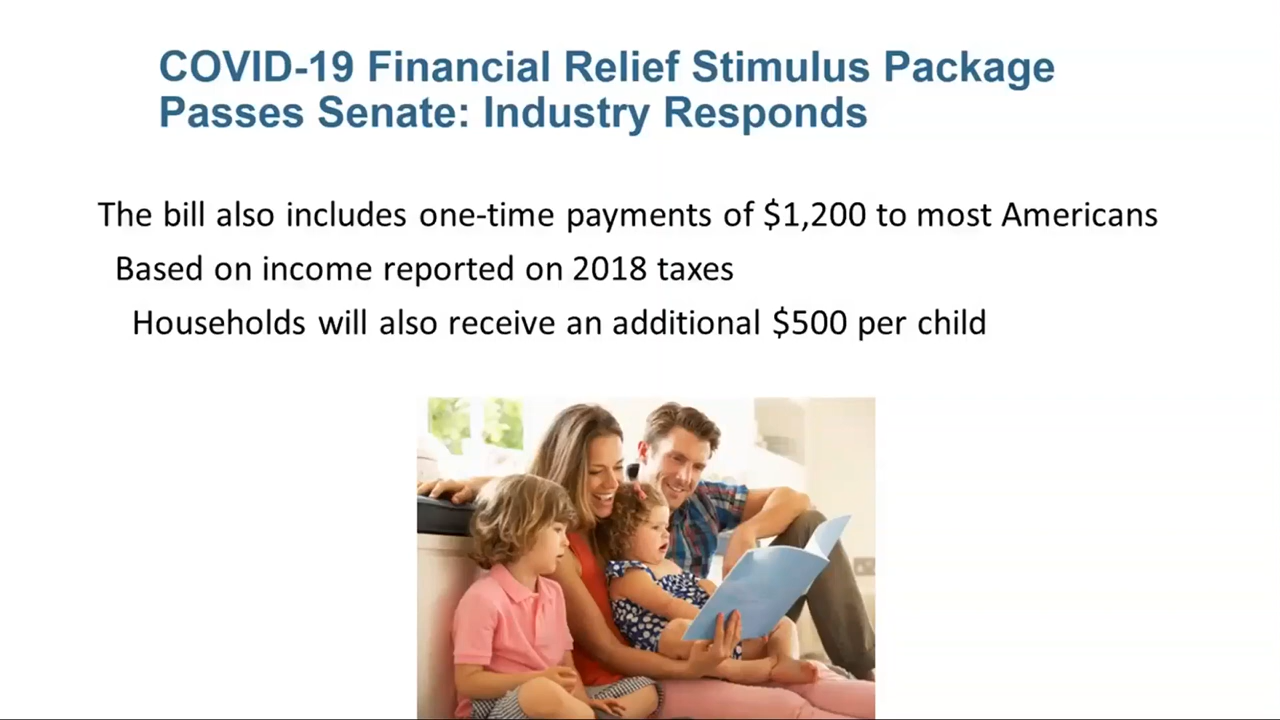 COVID-19 Financial Relief Stimulus Package
Passes Senate: Industry Responds
The bill also includes one-time payments of $1,200 to most Americans
Based on income reported on 2018 taxes
Households will also receive an additional $500 per child